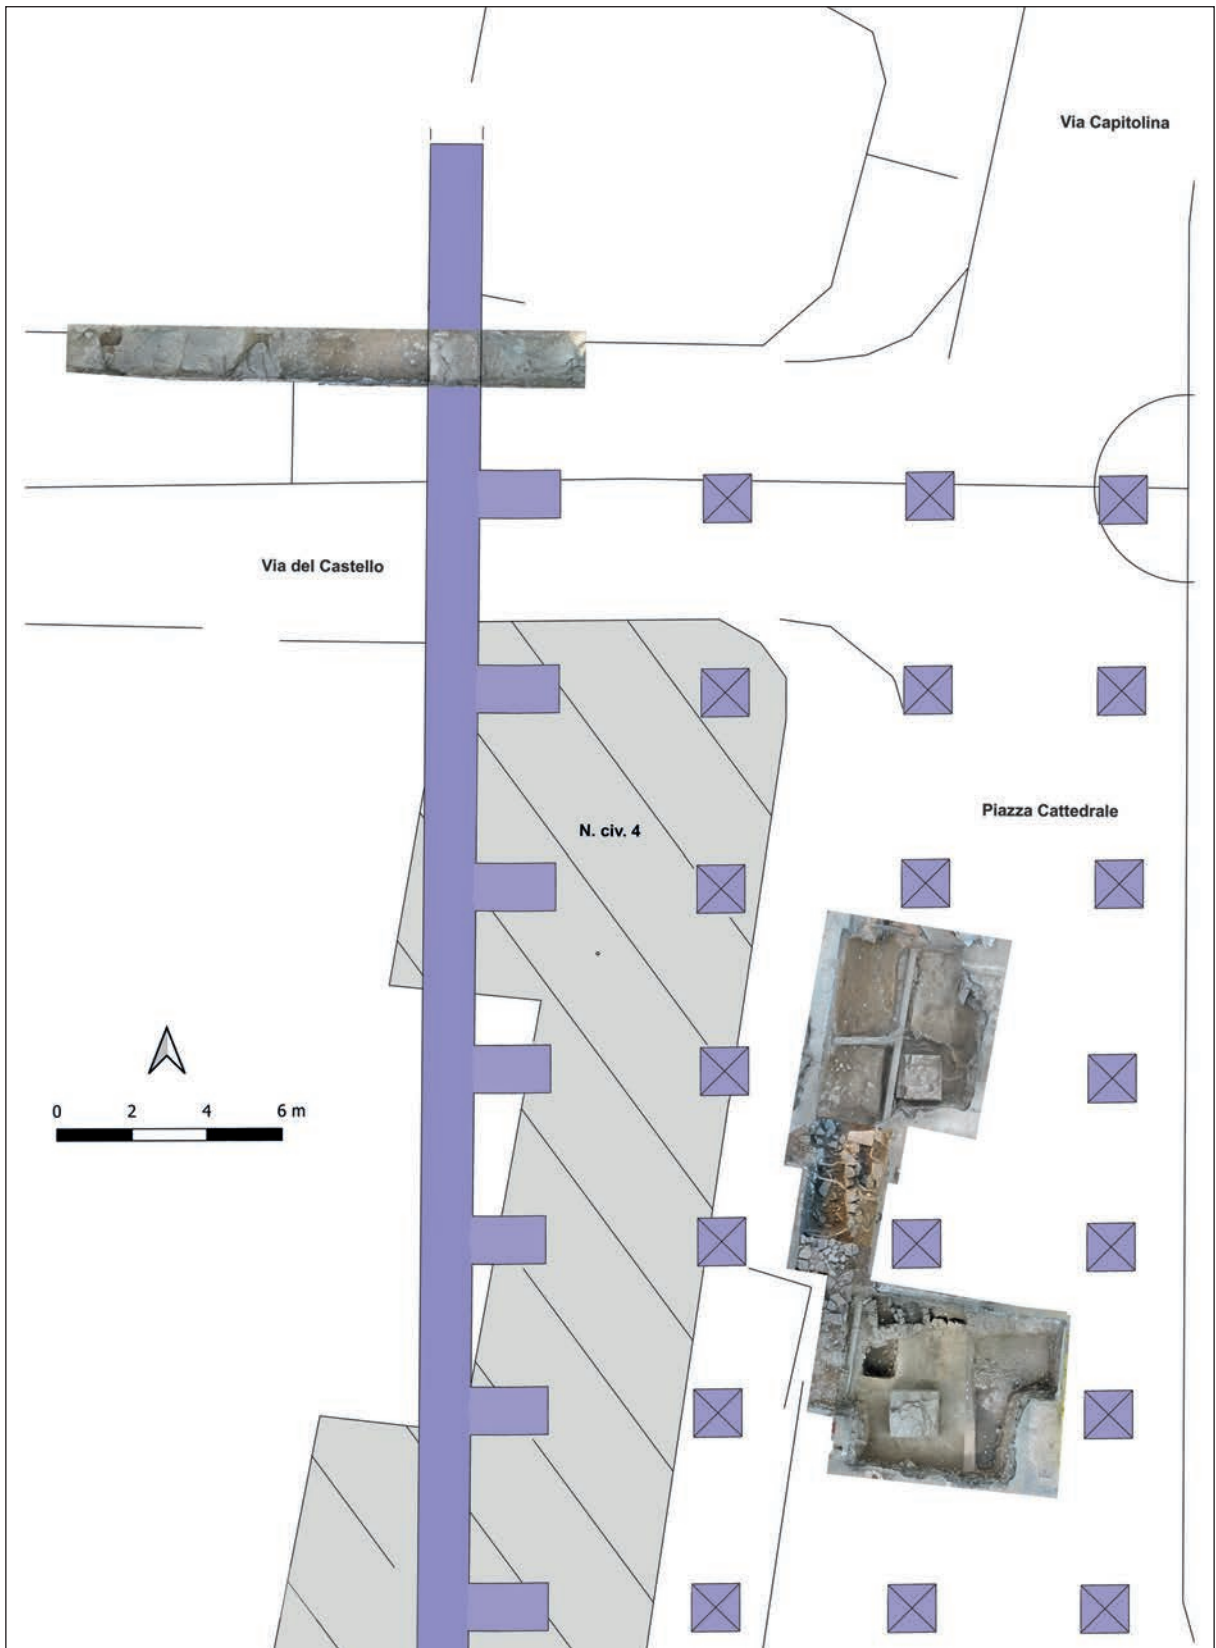 Via Capitolina
Via del Castello
Piazza Cattedrale
N. civ. 4
0 2 4 6 m